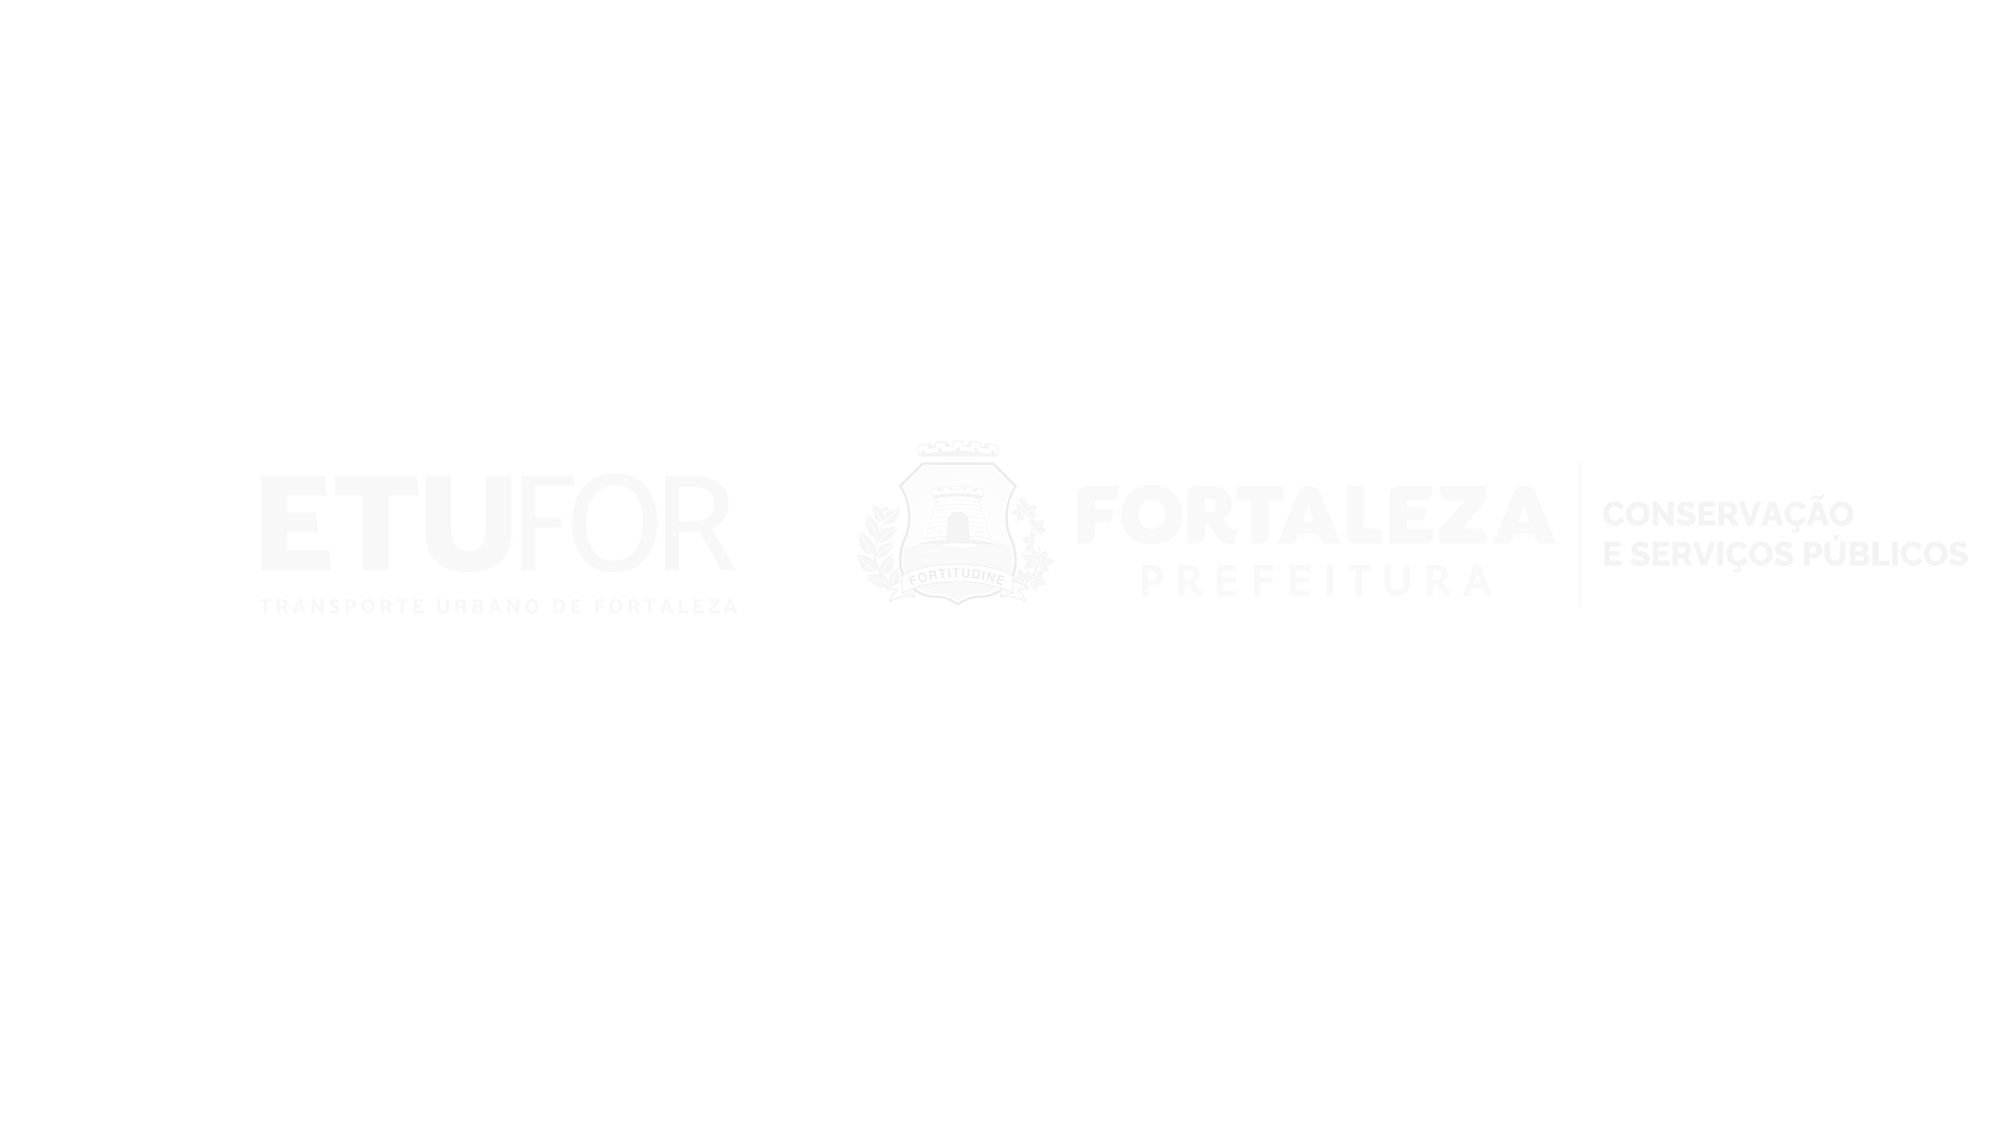 ETUFOR
TRANSPORTE URBANO DE FORTALEZA
FORTITUDINE
FORTALEZA
PREFEITURA
CONSERVAÇÃO
E SERVIÇOS PÚBLICOS